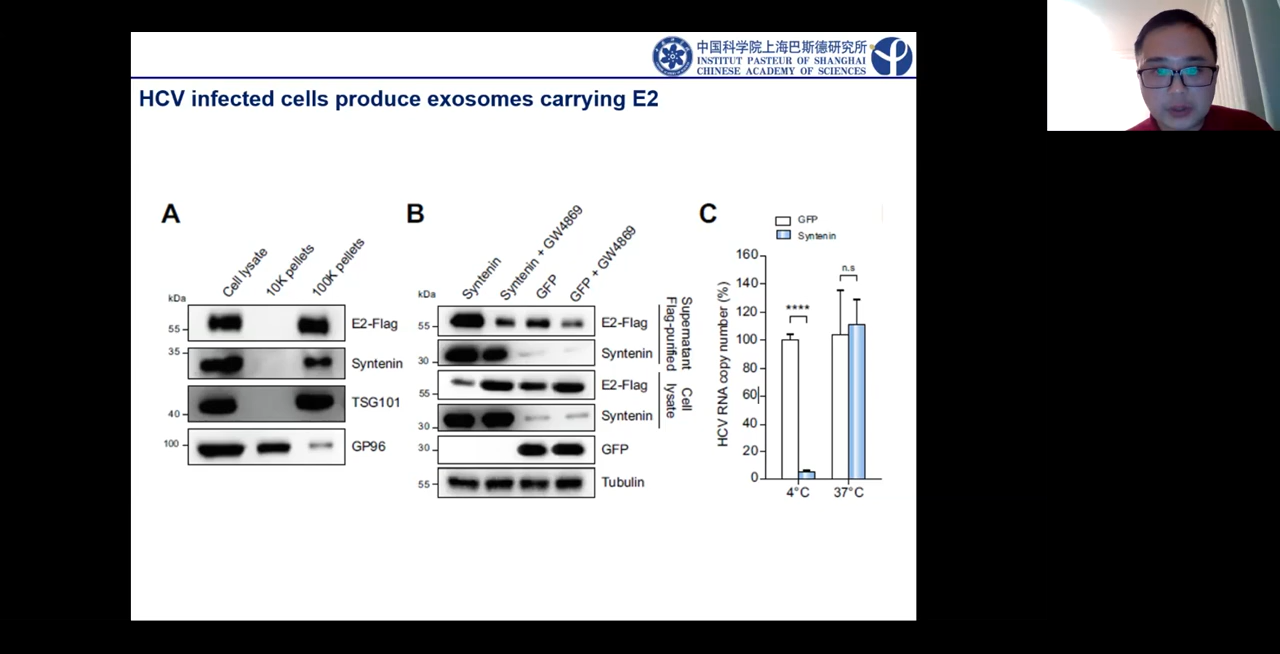 中国科学院上海巴斯德研究所
INSTITUT PASTEUR OF SHANGHAI
CHINESE ACADEMY OF SCIENCES
HCV infected cells produce exosomes carrying E2
A
Cell lysate
10K pellets
100K pellets
kDa
55
E2-Flag
35
Syntenin
TSG101
40
100
GP96
B
Syntenin
Syntenin + GW4869
GFP
GFP + GW4869
kDa
55
E2-Flag
30
Syntenin
Supernatant
Flag-purified
55
E2-Flag
30
Syntenin
Cell
lysate
30
GFP
55
Tubulin
C
GFP
Syntenin
HCV RNA copy number (%)
160
140
120
100
80
60
40
20
0
****
n.s
4°C
37°C